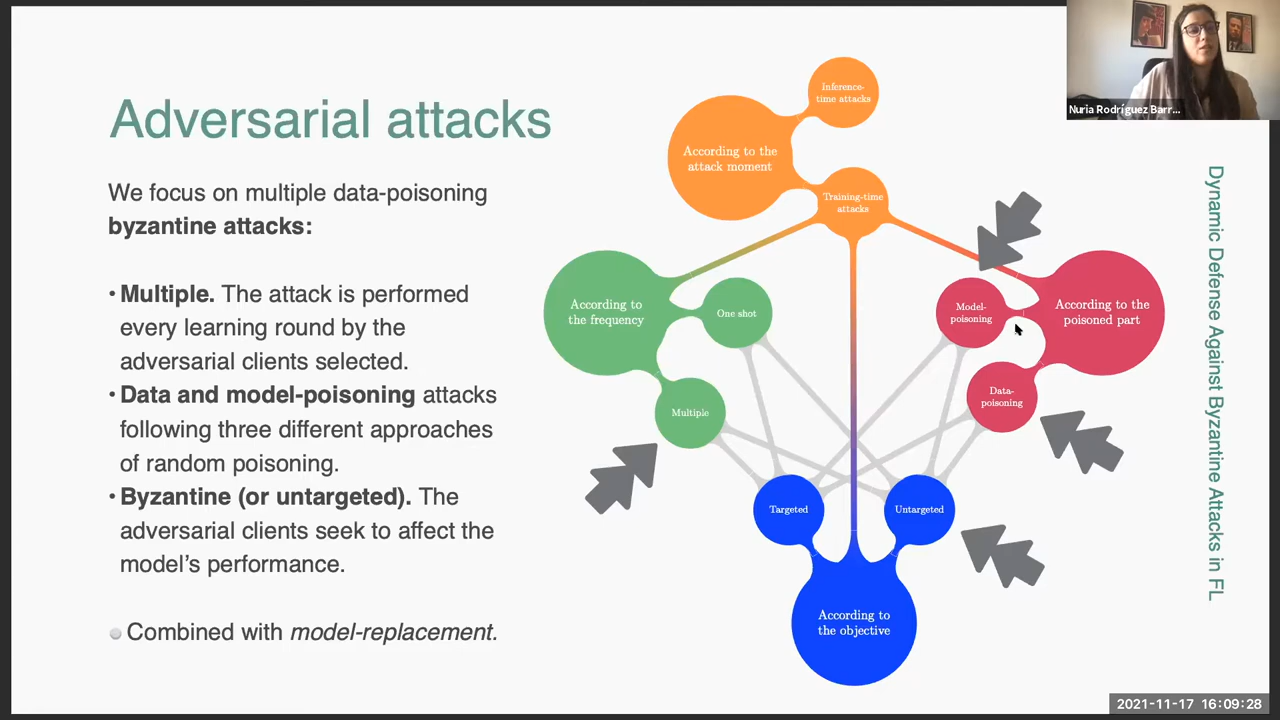 Adversarial attacks
We focus on multiple data-poisoning
byzantine attacks:
• Multiple. The attack is performed
every learning round by the
adversarial clients selected.
• Data and model-poisoning attacks
following three different approaches
of random poisoning.
• Byzantine (or untargeted). The
adversarial clients seek to affect the
model's performance.
Combined with model-replacement.
Inference-
time attacks
According to the
attack moment
Training-time
attacks
According to
the frequency
One shot
Multiple
Model-
poisoning
According to the
poisoned part
Data-
poisoning
Targeted
Untargeted
According to
the objective
Dynamic Defense Against Byzantine Attacks in FL
Nuria Rodríguez Barr...
2021-11-17 16:09:28